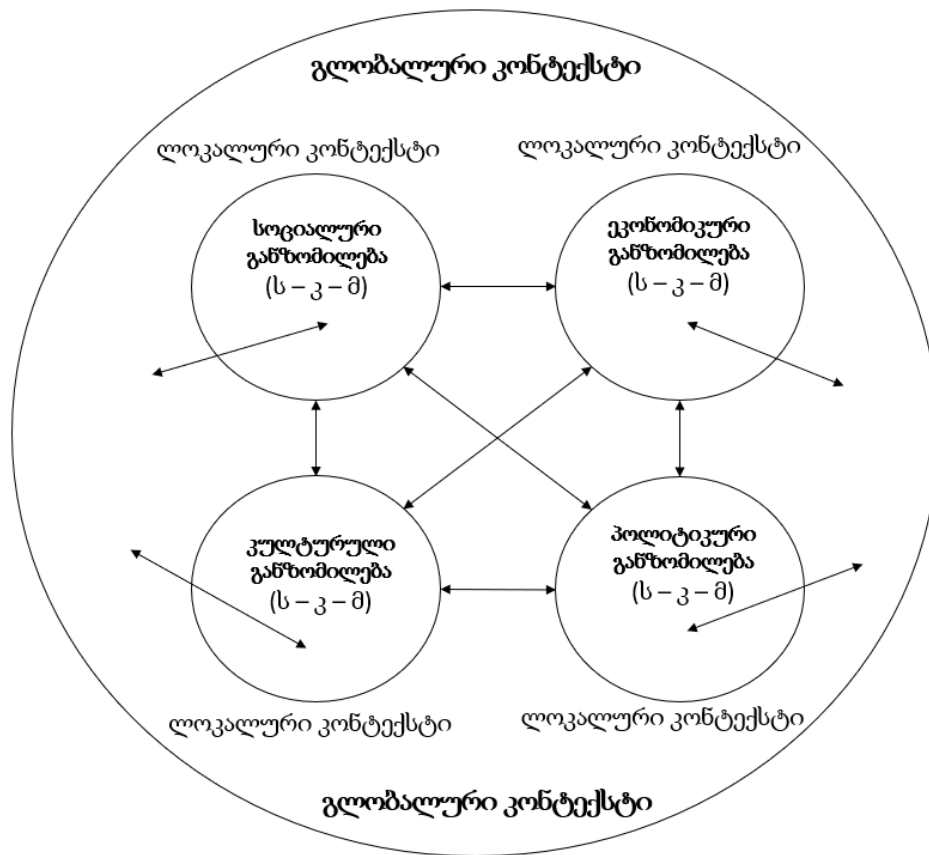 გლობალური კონტექსტი
ლოკალური კონტექსტი
ლოკალური კონტექსტი
სოციალური
განზომილება
(ს – კ – მ)
ეკონომიკური
განზომილება
(ს – კ – მ)
კულტურული
განზომილება
(ს – კ – მ)
პოლიტიკური
განზომილება
(ს – კ – მ)
ლოკალური კონტექსტი
ლოკალური კონტექსტი
გლობალური კონტექსტი